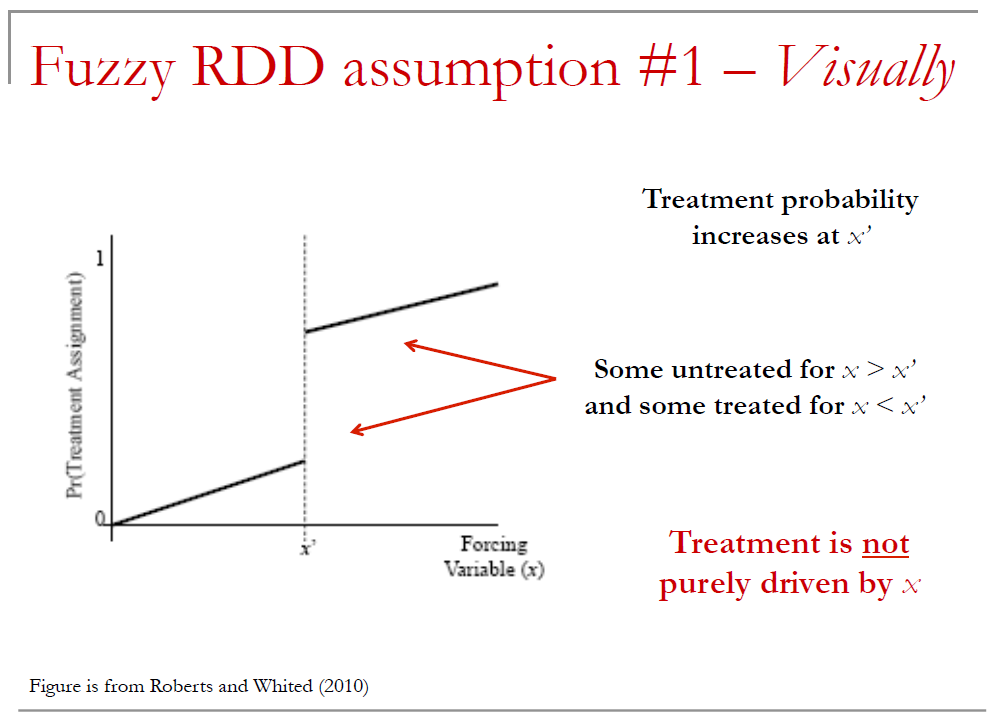 Fuzzy RDD assumption #1 – Visually
Treatment probability
increases at x’
1
Pr(Treatment Assignment)
Some untreated for x > x’
and some treated for x < x’
0
x’
Forcing
Variable (x)
Treatment is not
purely driven by x
Figure is from Roberts and Whited (2010)